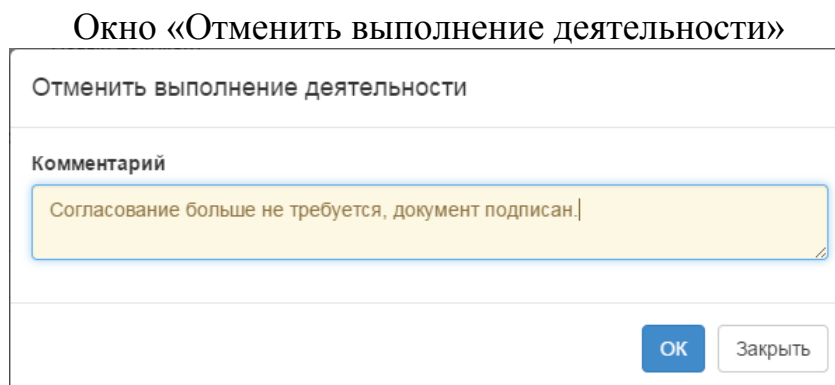 Окно «Отменить выполнение деятельности»
Отменить выполнение деятельности
Комментарий
Согласование больше не требуется, документ подписан.
ОК Закрыть